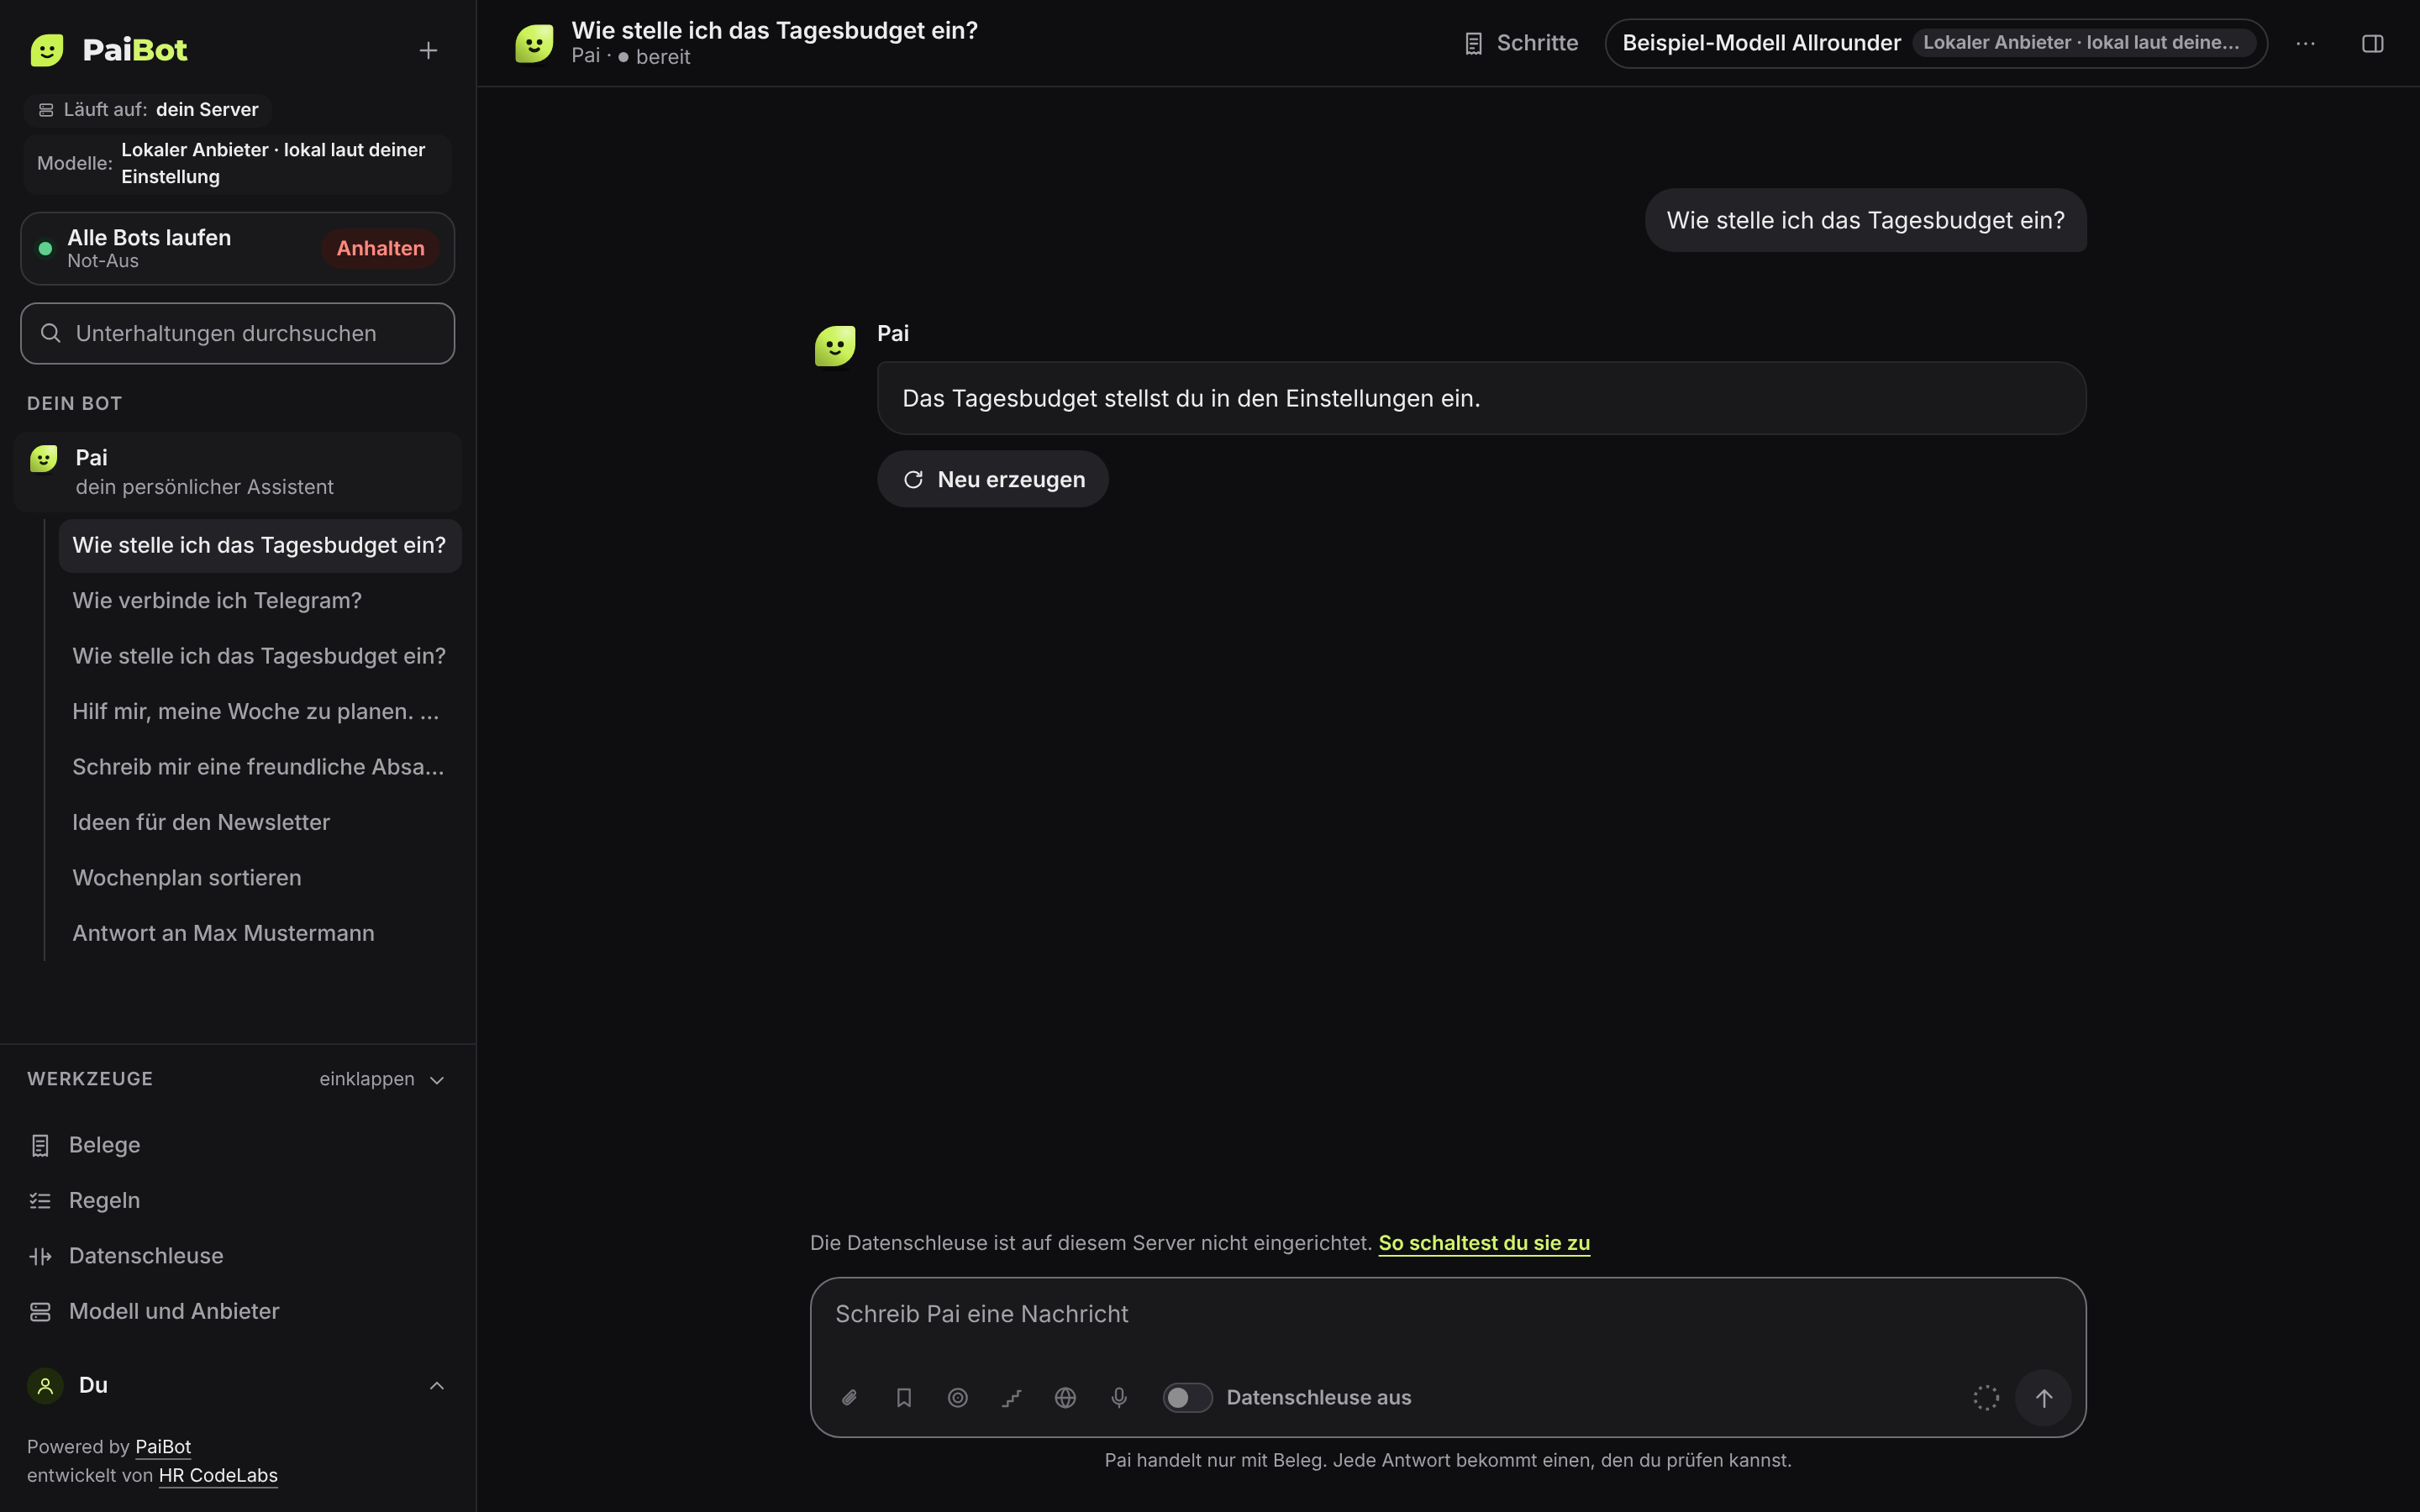 PaiBot
Läuft auf: dein Server
Modelle: Lokaler Anbieter · lokal laut deiner
Einstellung
Alle Bots laufen
Not-Aus
Anhalten
Unterhaltungen durchsuchen
DEIN BOT
Pai
dein persönlicher Assistent
Wie stelle ich das Tagesbudget ein?
Wie verbinde ich Telegram?
Wie stelle ich das Tagesbudget ein?
Hilf mir, meine Woche zu planen. ...
Schreib mir eine freundliche Absa...
Ideen für den Newsletter
Wochenplan sortieren
Antwort an Max Mustermann
WERKZEUGE
einklappen
Belege
Regeln
Datenschleuse
Modell und Anbieter
Du
Powered by PaiBot
entwickelt von HR CodeLabs
Wie stelle ich das Tagesbudget ein?
Pai · bereit
Schritte
Beispiel-Modell Allrounder
Lokaler Anbieter · lokal laut deine...
Wie stelle ich das Tagesbudget ein?
Pai
Das Tagesbudget stellst du in den Einstellungen ein.
Neu erzeugen
Die Datenschleuse ist auf diesem Server nicht eingerichtet. So schaltest du sie zu
Schreib Pai eine Nachricht
Datenschleuse aus
Pai handelt nur mit Beleg. Jede Antwort bekommt einen, den du prüfen kannst.